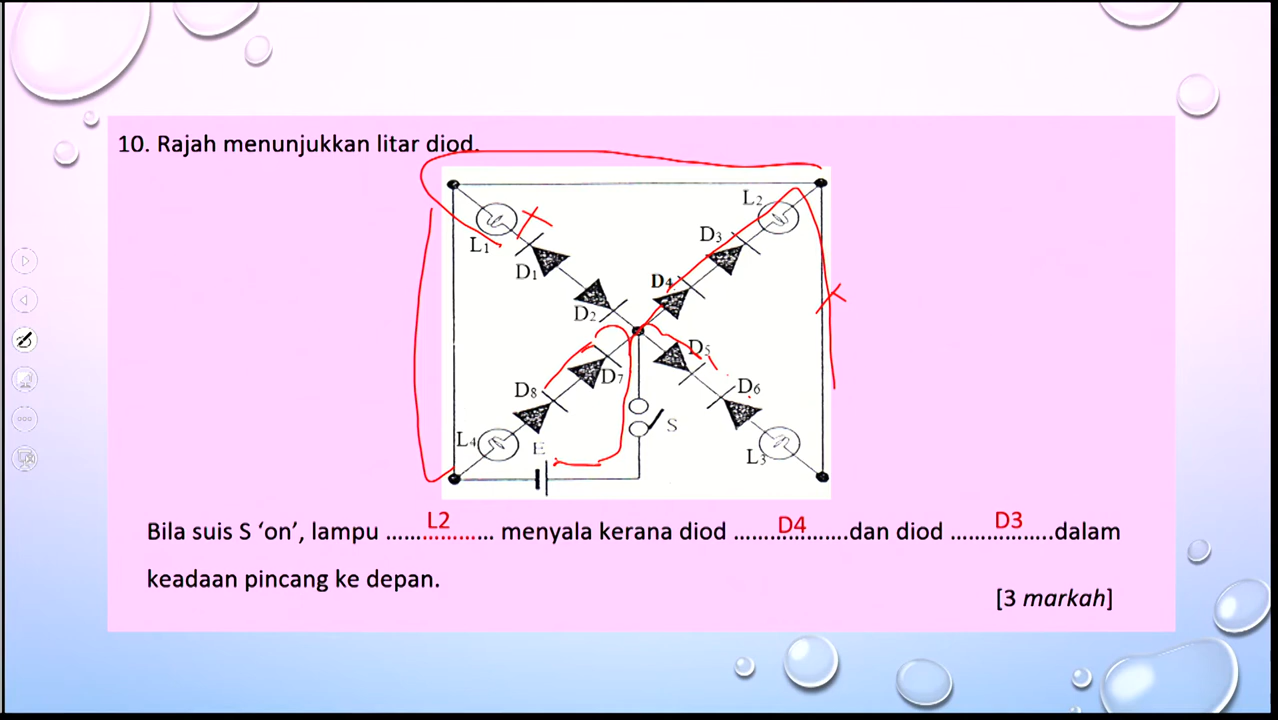 10. Rajah menunjukkan litar diod.
L2
L1
D3
D1
D4
D2
D5
D7
D8
D6
S
L4
E
L3
Bila suis S ‘on’, lampu ……L2………… menyala kerana diod ……D4………….dan diod ……D3………..dalam
keadaan pincang ke depan.
[3 markah]